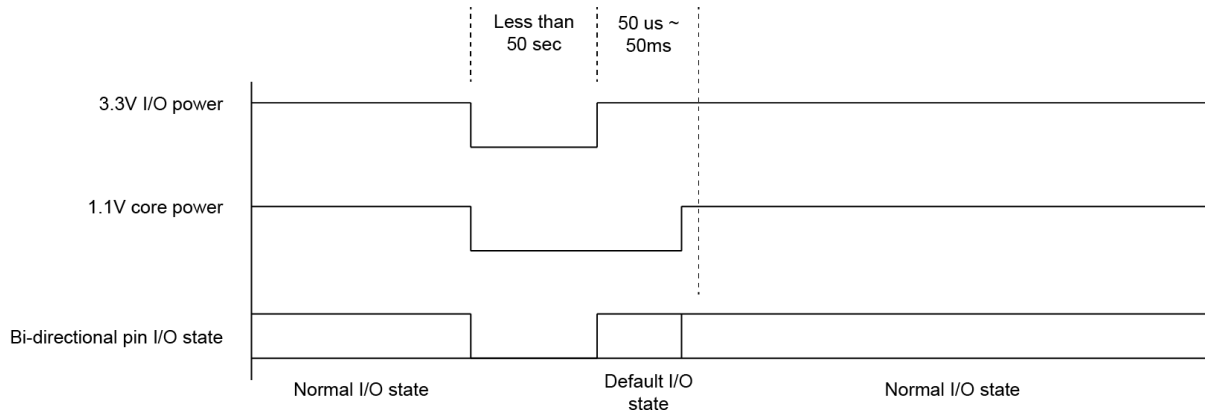 Less than
50 sec
50 us ~
50ms
3.3V I/O power
1.1V core power
Bi-directional pin I/O state
Normal I/O state
Default I/O
state
Normal I/O state